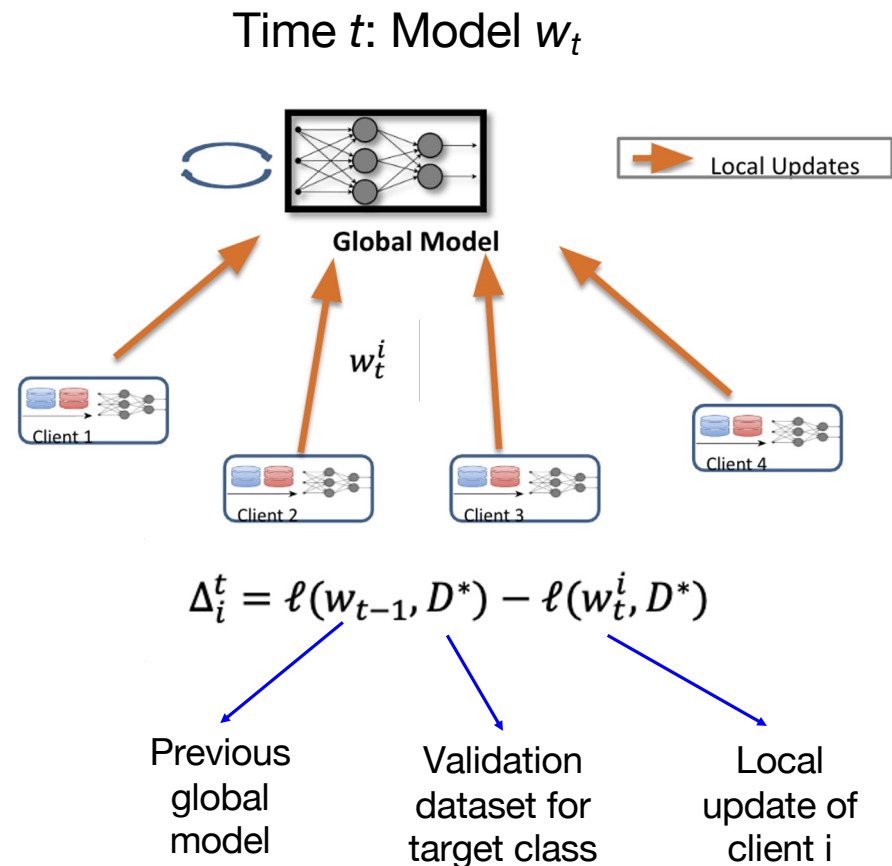 Time t: Model wₜ
Local Updates
Global Model
wₜⁱ
Client 1
Client 4
Client 2
Client 3
Δᵢᵗ = ℓ(wₜ₋₁, D*) − ℓ(wₜⁱ, D*)
Previous
global
model
Validation
dataset for
target class
Local
update of
client i